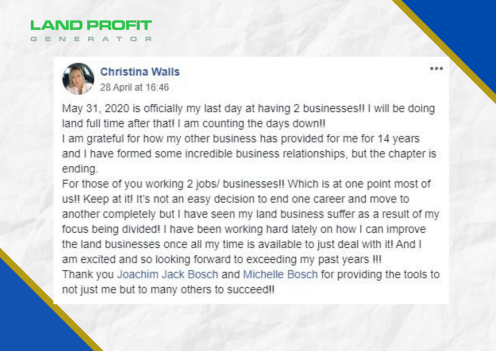 LAND PROFIT
GENERATOR
Christina Walls
28 April at 16:46
May 31, 2020 is officially my last day at having 2 businesses!! I will be doing
land full time after that! I am counting the days down!!
I am grateful for how my other business has provided for me for 14 years
and I have formed some incredible business relationships, but the chapter is
ending.
For those of you working 2 jobs/ businesses!! Which is at one point most of
us!! Keep at it! It's not an easy decision to end one career and move to
another completely but I have seen my land business suffer as a result of my
focus being divided! I have been working hard lately on how I can improve
the land businesses once all my time is available to just deal with it! And I
am excited and so looking forward to exceeding my past years !!!
Thank you Joachim Jack Bosch and Michelle Bosch for providing the tools to
not just me but to many others to succeed!!